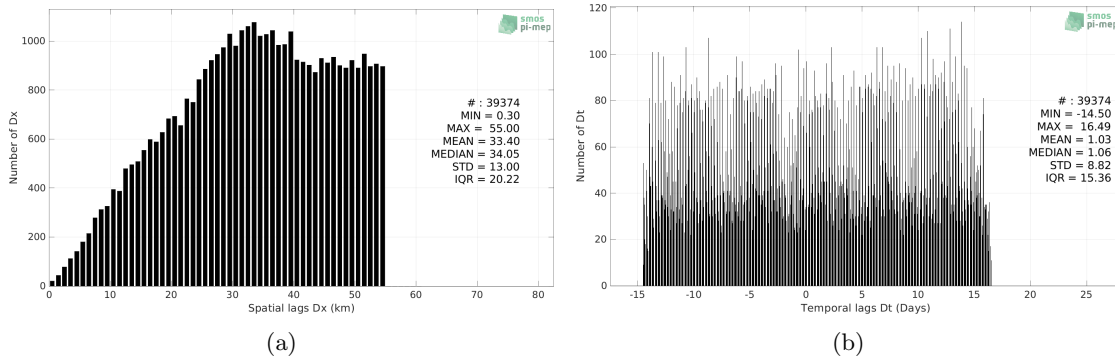 smos
pi-mep
# : 39374
MIN = 0.30
MAX = 55.00
MEAN = 33.40
MEDIAN = 34.05
STD = 13.00
IQR = 20.22
Number of Dx
0
200
400
600
800
1000
0 10 20 30 40 50 60 70 80
Spatial lags Dx (km)
(a)
smos
pi-mep
# : 39374
MIN = -14.50
MAX = 16.49
MEAN = 1.03
MEDIAN = 1.06
STD = 8.82
IQR = 15.36
Number of Dt
0
20
40
60
80
100
120
-15 -10 -5 0 5 10 15 20 25
Temporal lags Dt (Days)
(b)